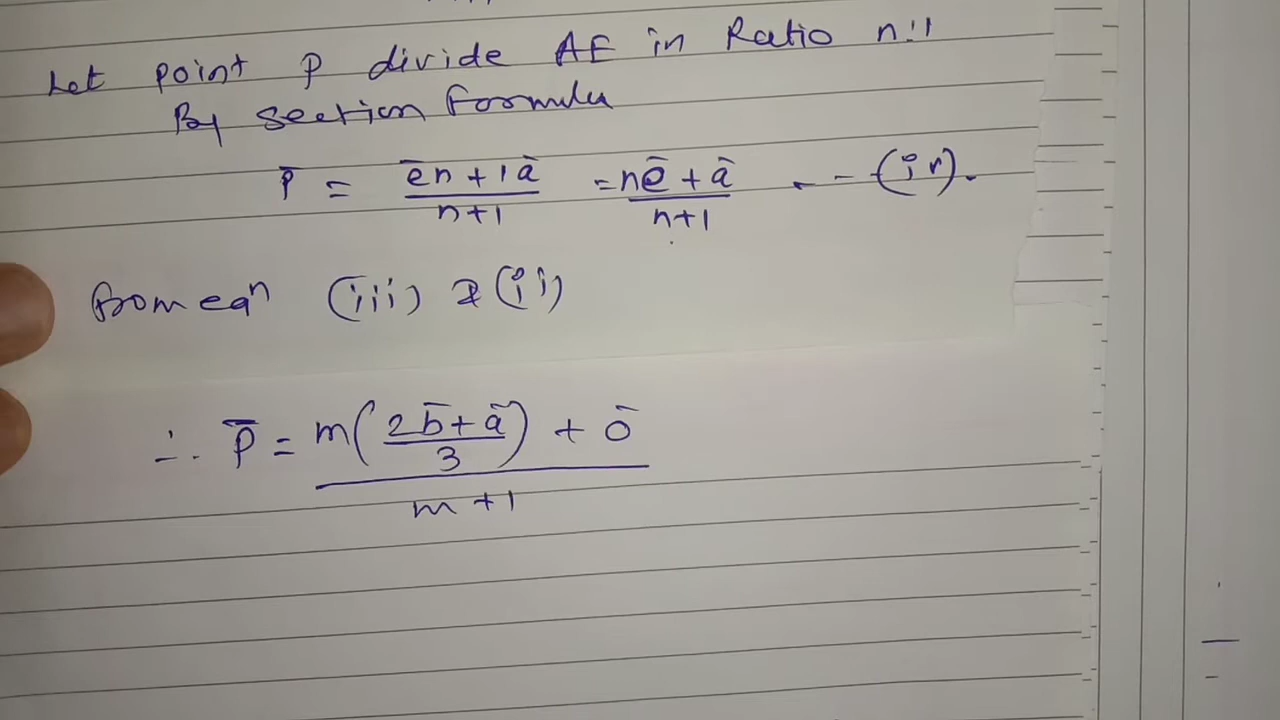 Let point P divide AE in Ratio n:1
By section Formula
p̄ = (ēn + 1ā)/(n+1) = (nē + ā)/(n+1) -- (iv).
From eqⁿ (iii) & (ii)
∴ p̄ = (m((2b̄ + ā)/3) + ō)/(m+1)